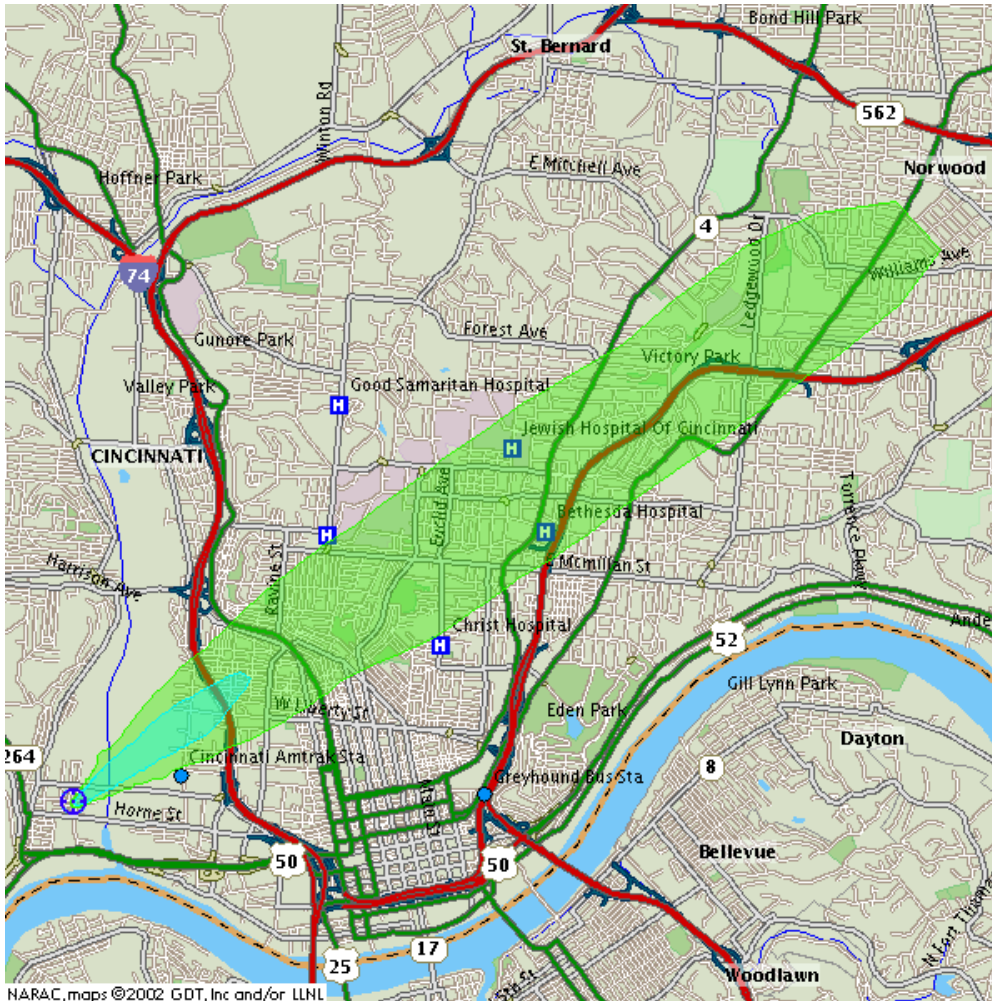 Bond Hill Park
St. Bernard
Winton Rd
562
E Mitchell Ave
Norwood
Hoffner Park
4
Ledgewood Dr
74
Williams Ave
Forest Ave
Gunore Park
Victory Park
Valley Park
Good Samaritan Hospital
H
Jewish Hospital Of Cincinnati
H
CINCINNATI
Euclid Ave
Torrence Pkwy
Bethesda Hospital
H
H
Ravine St
Mcmillan St
Harrison Ave
Christ Hospital
H
Ande
52
Gill Lynn Park
W Liberty St
Eden Park
Dayton
264
Cincinnati Amtrak Sta
Greyhound Bus Sta
8
Main St
Horne St
Bellevue
50
50
17
25
N Fort Thoma
Woodlawn
NARAC, maps ©2002 GDT, Inc and/or LLNL